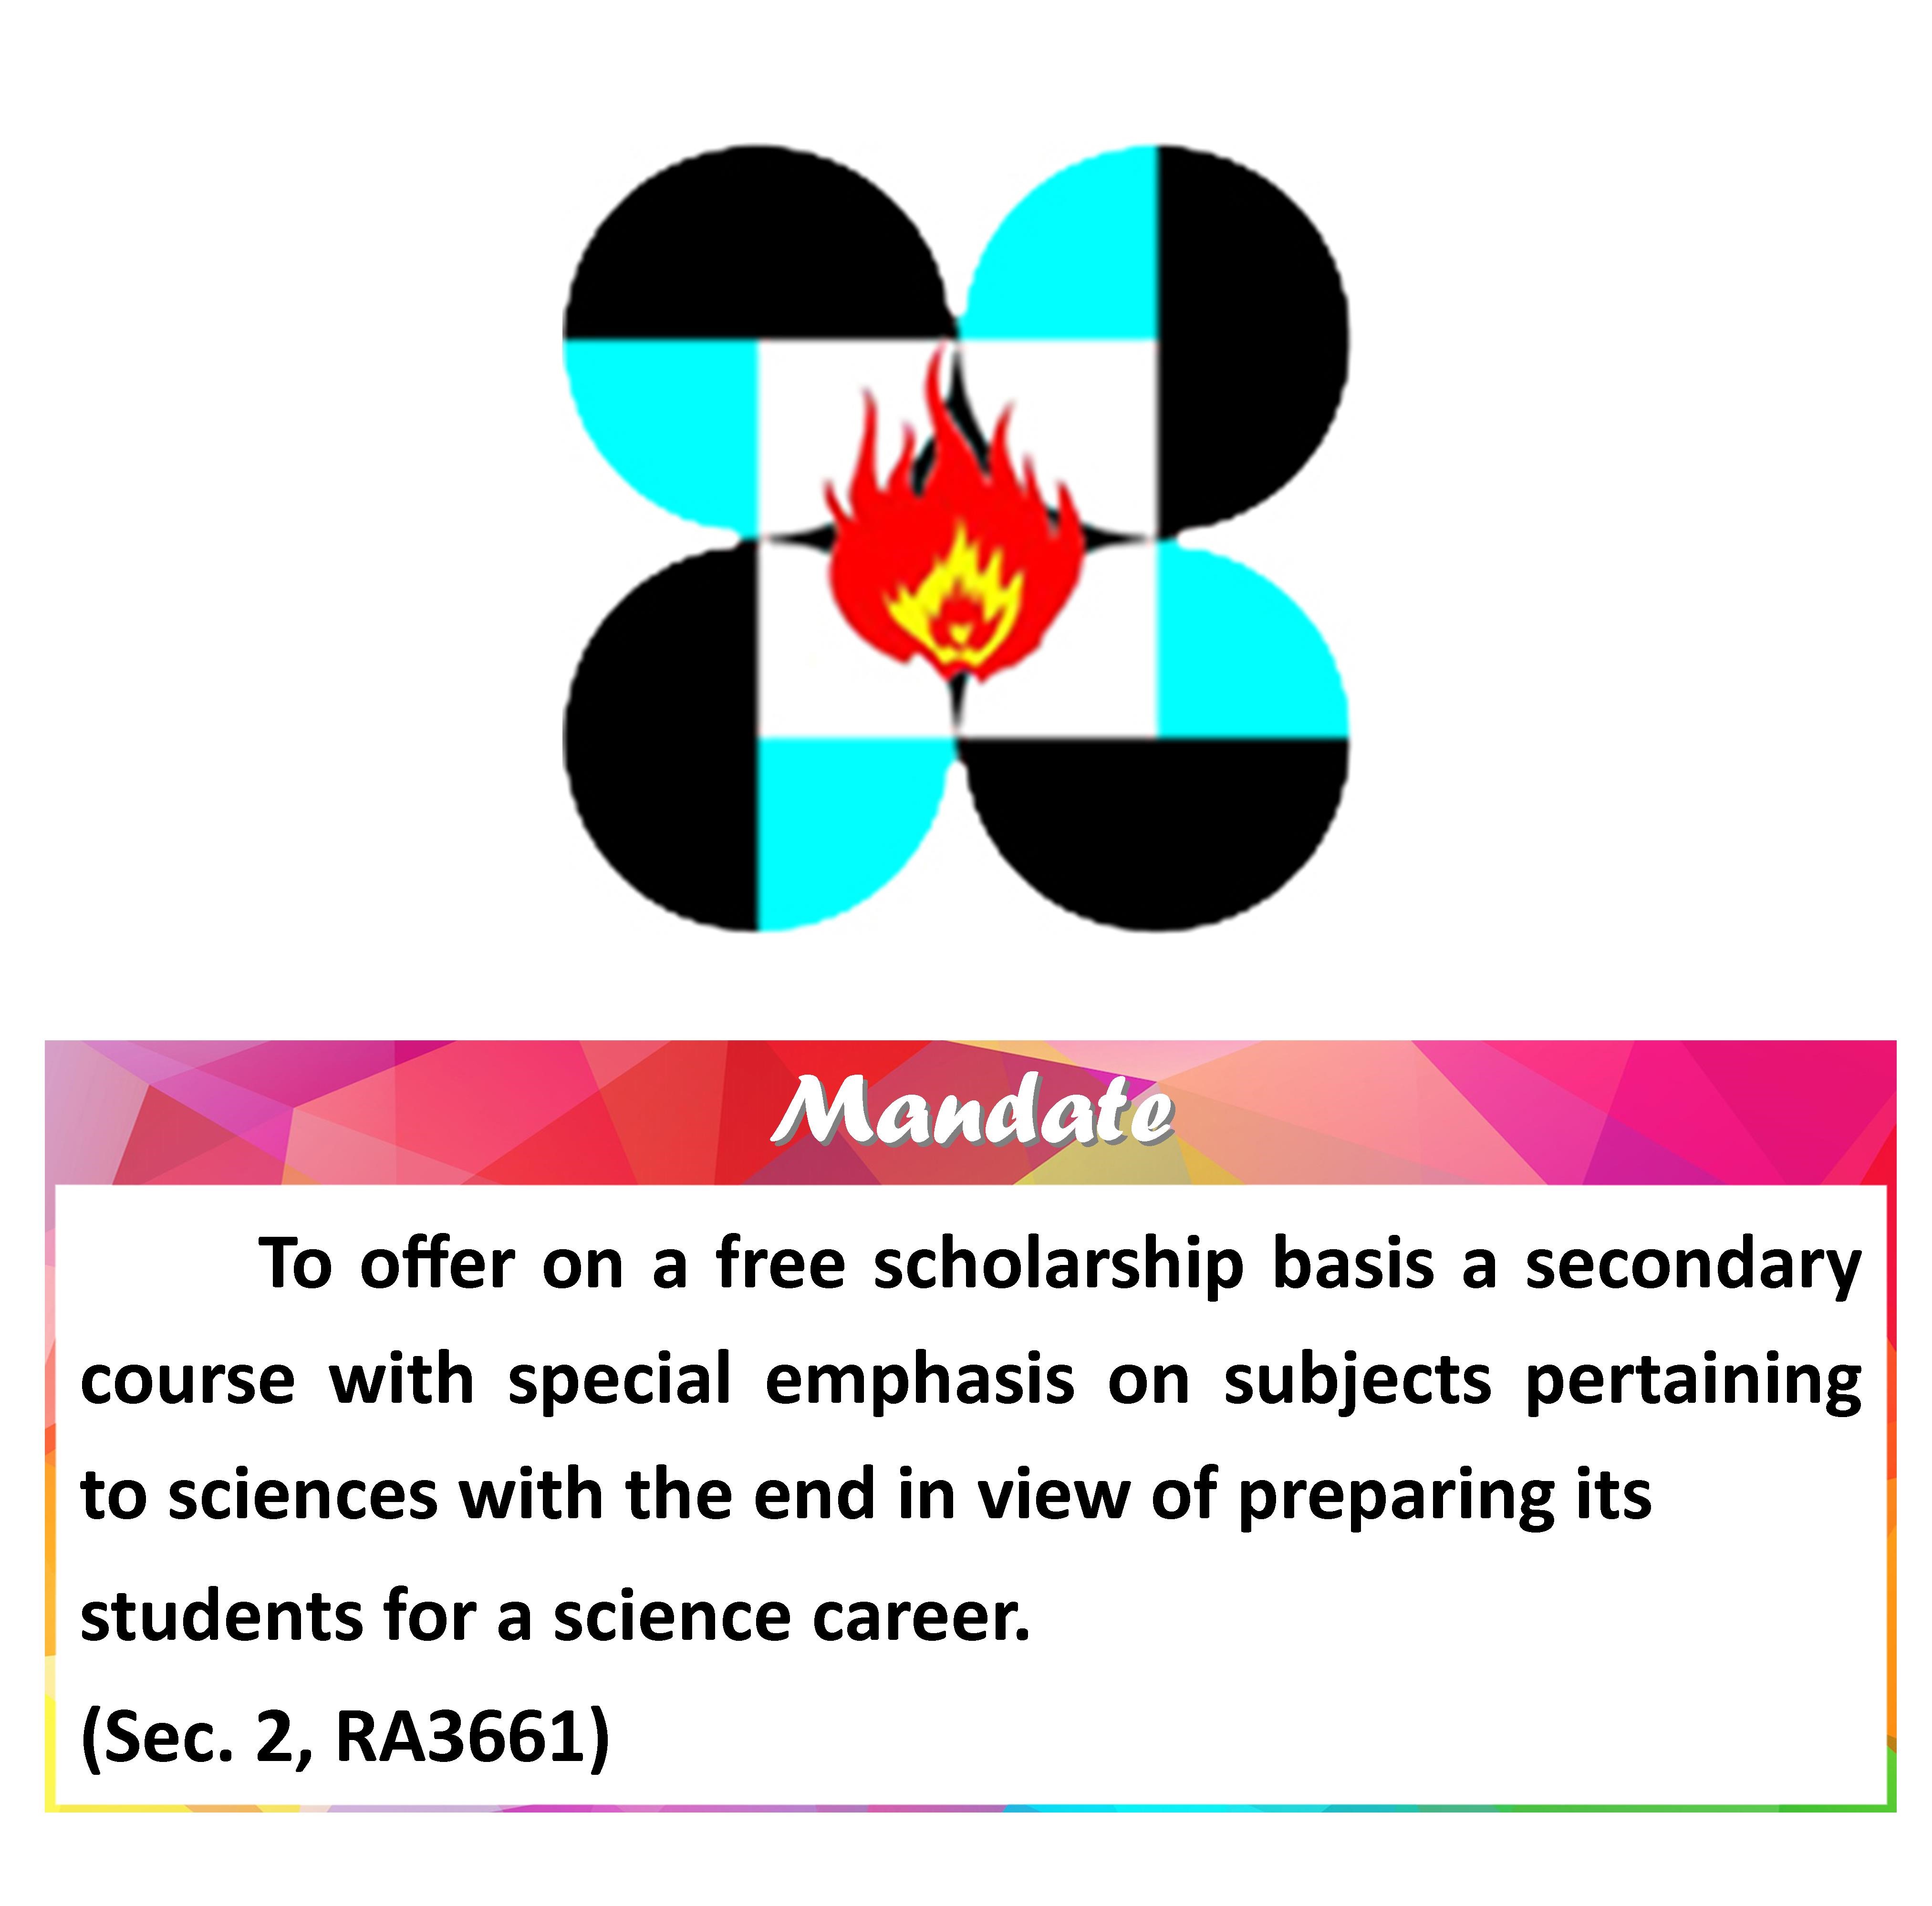 Mandate
To offer on a free scholarship basis a secondary
course with special emphasis on subjects pertaining
to sciences with the end in view of preparing its
students for a science career.
(Sec. 2, RA3661)